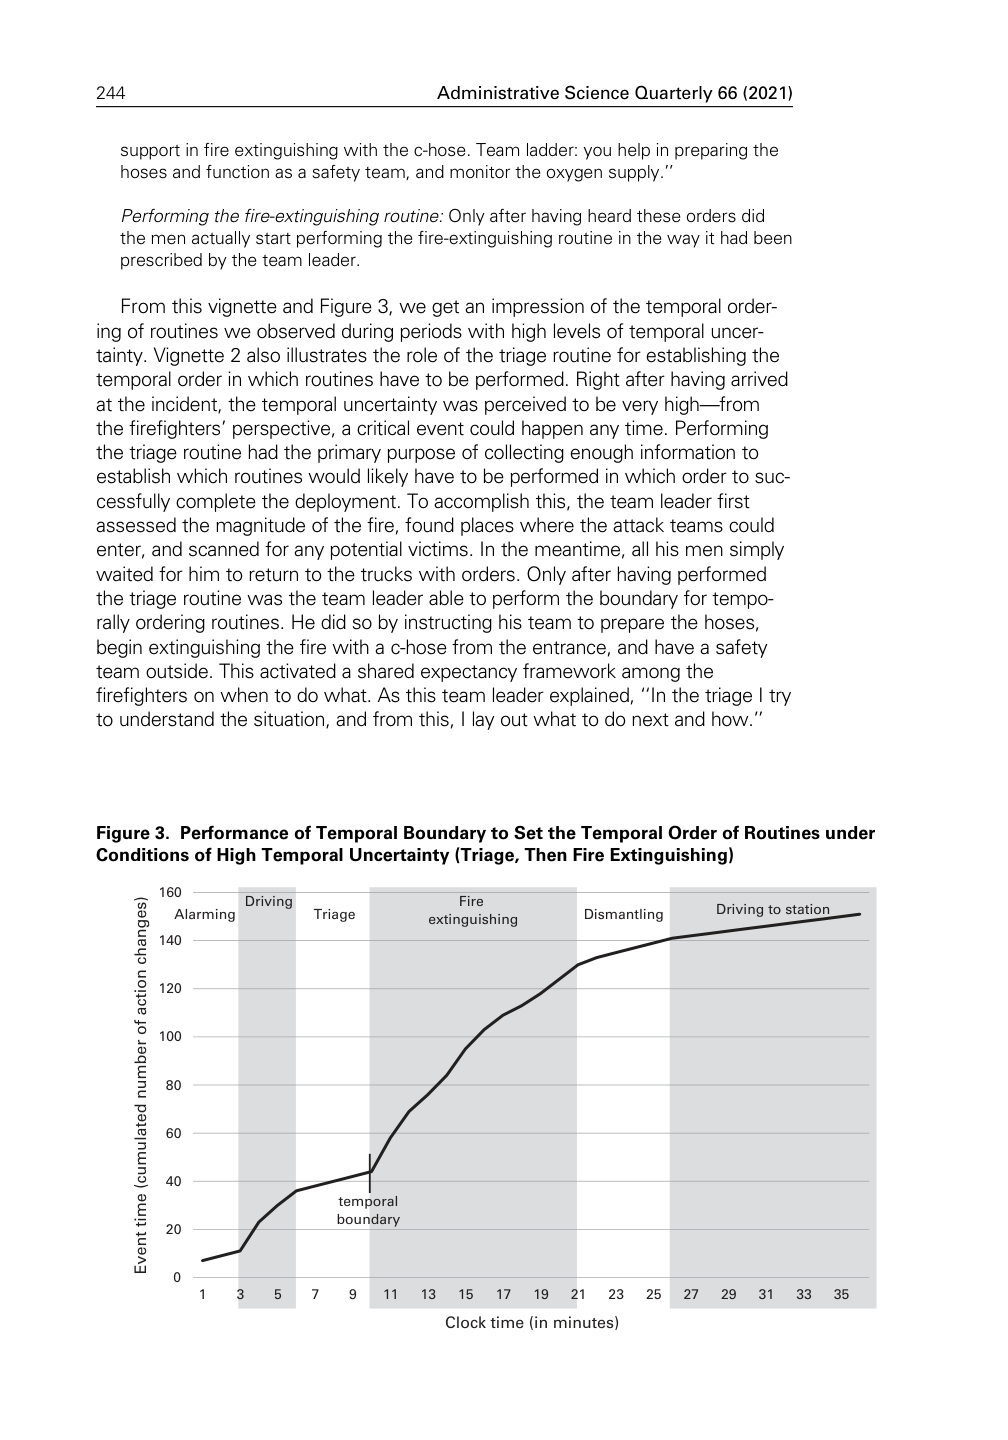 244 Administrative Science Quarterly 66 (2021)
support in fire extinguishing with the c-hose. Team ladder: you help in preparing the
hoses and function as a safety team, and monitor the oxygen supply.’’
Performing the fire-extinguishing routine: Only after having heard these orders did
the men actually start performing the fire-extinguishing routine in the way it had been
prescribed by the team leader.
From this vignette and Figure 3, we get an impression of the temporal order-
ing of routines we observed during periods with high levels of temporal uncer-
tainty. Vignette 2 also illustrates the role of the triage routine for establishing the
temporal order in which routines have to be performed. Right after having arrived
at the incident, the temporal uncertainty was perceived to be very high—from
the firefighters’ perspective, a critical event could happen any time. Performing
the triage routine had the primary purpose of collecting enough information to
establish which routines would likely have to be performed in which order to suc-
cessfully complete the deployment. To accomplish this, the team leader first
assessed the magnitude of the fire, found places where the attack teams could
enter, and scanned for any potential victims. In the meantime, all his men simply
waited for him to return to the trucks with orders. Only after having performed
the triage routine was the team leader able to perform the boundary for tempo-
rally ordering routines. He did so by instructing his team to prepare the hoses,
begin extinguishing the fire with a c-hose from the entrance, and have a safety
team outside. This activated a shared expectancy framework among the
firefighters on when to do what. As this team leader explained, ‘‘In the triage I try
to understand the situation, and from this, I lay out what to do next and how.’’
Figure 3. Performance of Temporal Boundary to Set the Temporal Order of Routines under
Conditions of High Temporal Uncertainty (Triage, Then Fire Extinguishing)
Event time (cumulated number of action changes)
160
140
120
100
80
60
40
20
0
Alarming
Driving
Triage
Fire
extinguishing
Dismantling
Driving to station
temporal
boundary
1 3 5 7 9 11 13 15 17 19 21 23 25 27 29 31 33 35
Clock time (in minutes)